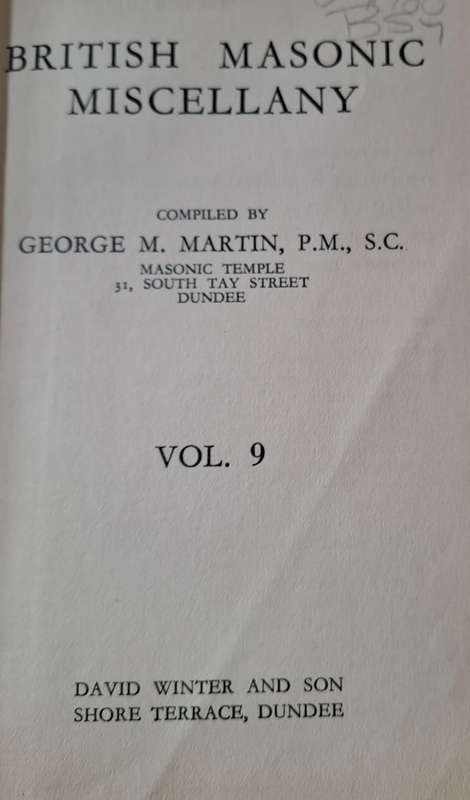 BS4
BRITISH MASONIC
MISCELLANY
COMPILED BY
GEORGE M. MARTIN, P.M., S.C.
MASONIC TEMPLE
31, SOUTH TAY STREET
DUNDEE
VOL. 9
DAVID WINTER AND SON
SHORE TERRACE, DUNDEE